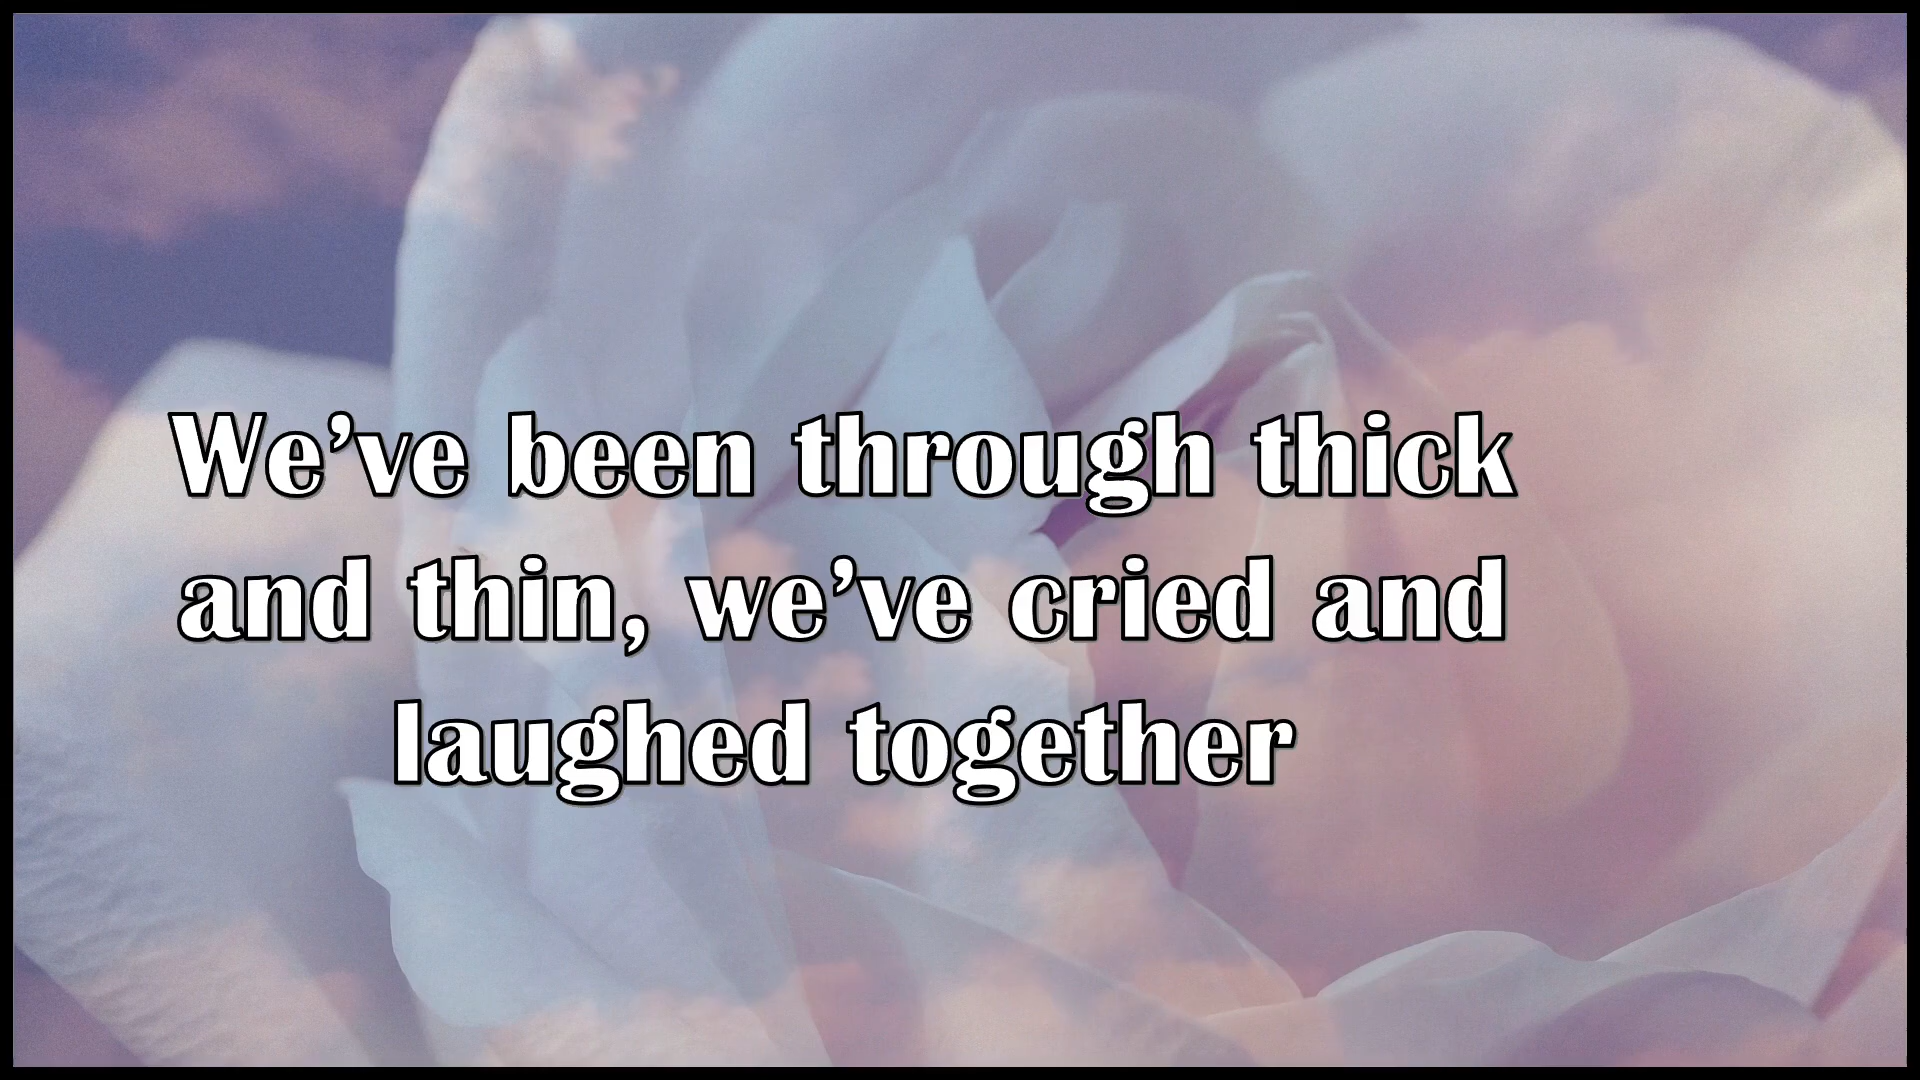 We’ve been through thick
and thin, we’ve cried and
laughed together